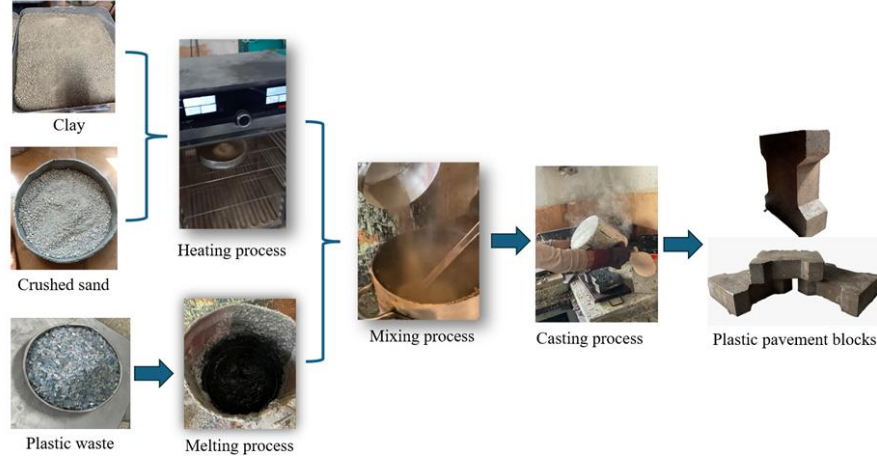 Clay
Crushed sand
Heating process
Plastic waste
Melting process
Mixing process
Casting process
Plastic pavement blocks